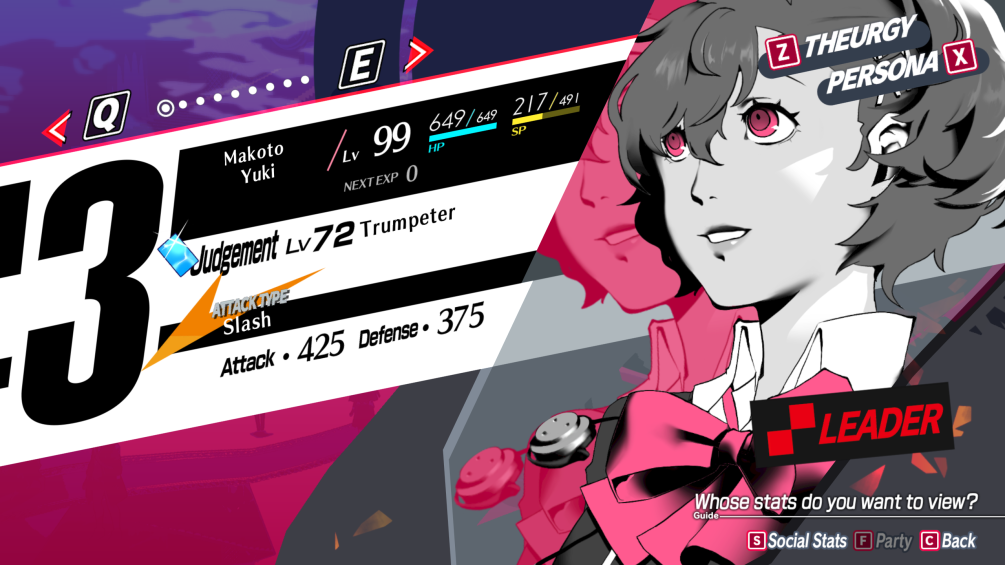 Q
E
Z THEURGY
PERSONA X
Makoto
Yuki
Lv 99
649/649
HP
217/491
SP
NEXT EXP 0
3
Judgement Lv 72 Trumpeter
ATTACK TYPE
Slash
Attack • 425 Defense • 375
LEADER
Whose stats do you want to view?
Guide
S Social Stats F Party C Back